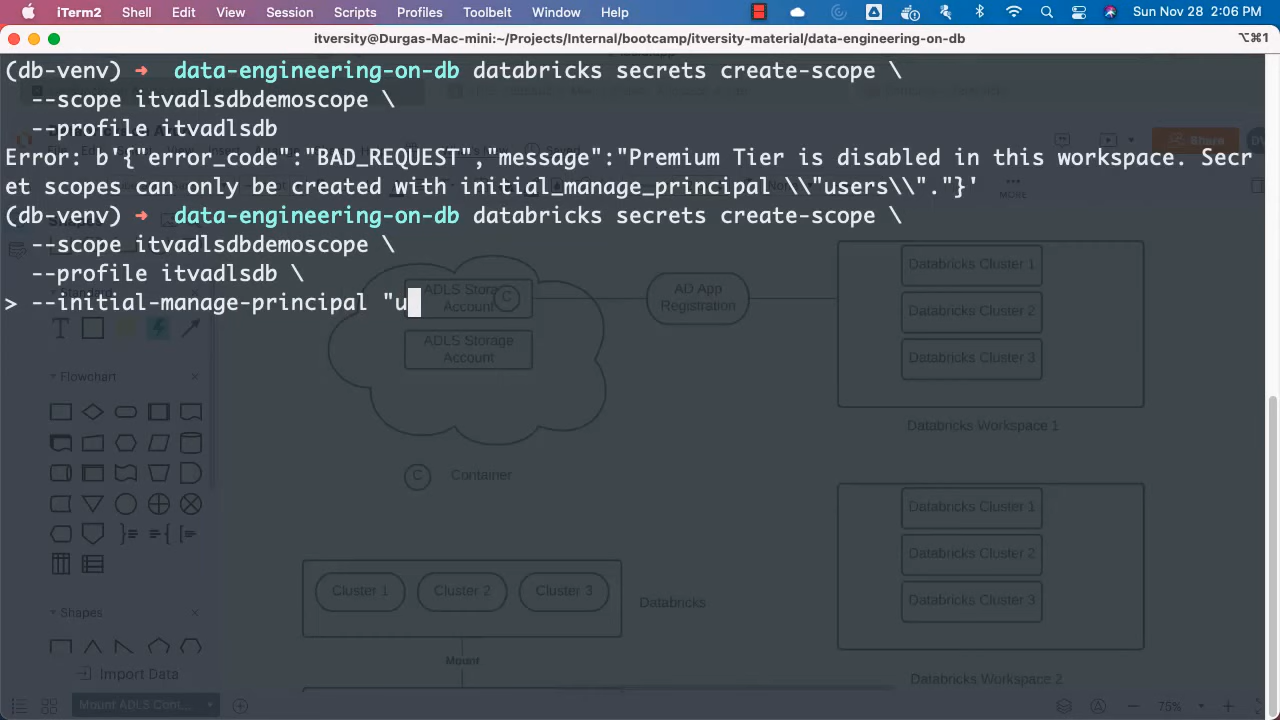 iTerm2 Shell Edit View Session Scripts Profiles Toolbelt Window Help Sun Nov 28 2:06 PM
itversity@Durgas-Mac-mini:~/Projects/Internal/bootcamp/itversity-material/data-engineering-on-db ⌥⌘1
(db-venv) ➜ data-engineering-on-db databricks secrets create-scope \
--scope itvadlsdbdemoscope \
--profile itvadlsdb
Error: b'{"error_code":"BAD_REQUEST","message":"Premium Tier is disabled in this workspace. Secr
et scopes can only be created with initial_manage_principal \\"users\\"."}'
(db-venv) ➜ data-engineering-on-db databricks secrets create-scope \
--scope itvadlsdbdemoscope \
--profile itvadlsdb \
> --initial-manage-principal "u
Share
MORE
Standard
T
Flowchart
Shapes
Import Data
ADLS Storage
Account
C
ADLS Storage
Account
C Container
AD App
Registration
Databricks Cluster 1
Databricks Cluster 2
Databricks Cluster 3
Databricks Workspace 1
Databricks Cluster 1
Databricks Cluster 2
Databricks Cluster 3
Databricks Workspace 2
Cluster 1 Cluster 2 Cluster 3
Databricks
Mount
Mount ADLS Cont...
75%